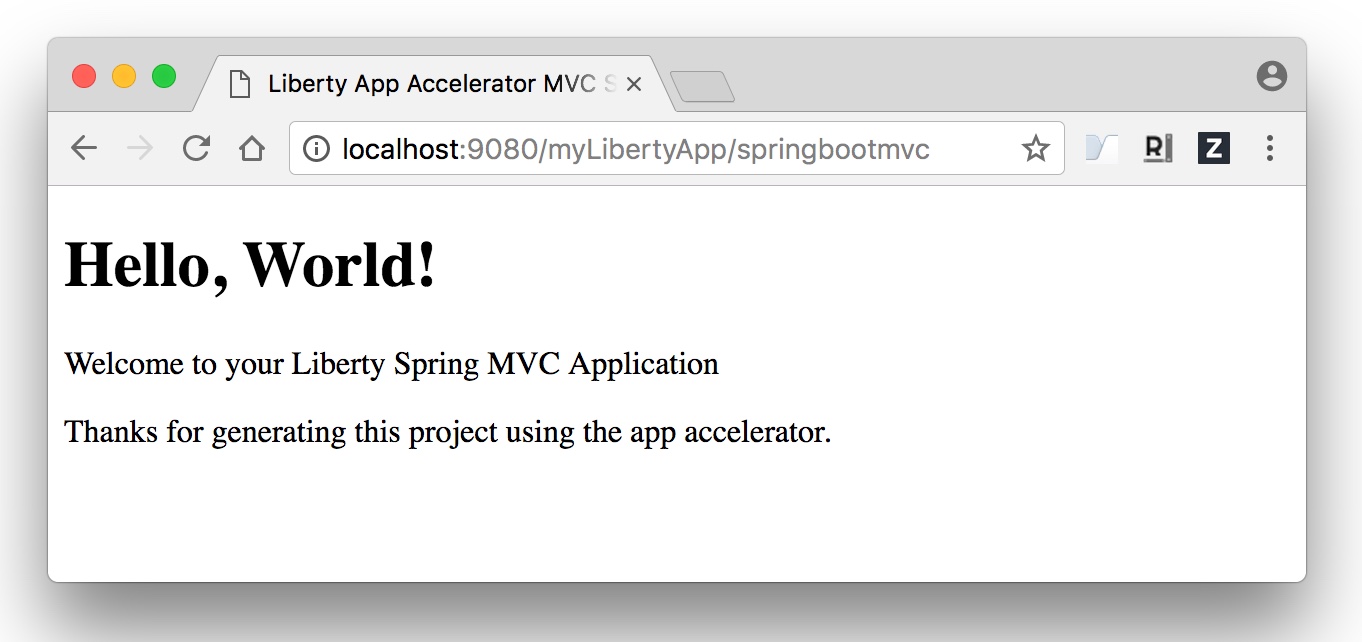 Liberty App Accelerator MVC S
localhost:9080/myLibertyApp/springbootmvc
R
Z
Hello, World!
Welcome to your Liberty Spring MVC Application
Thanks for generating this project using the app accelerator.